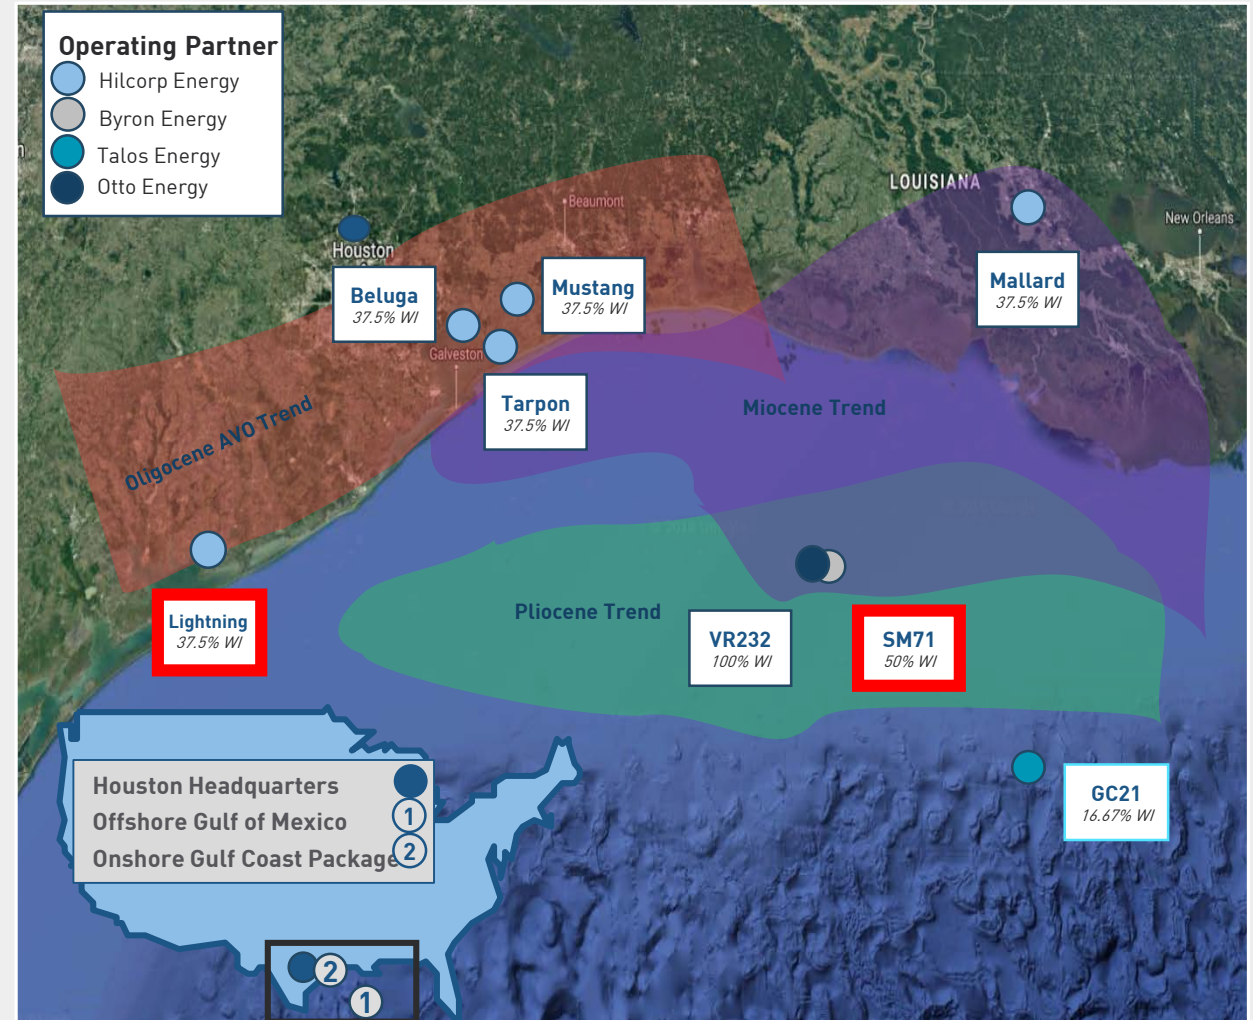 Operating Partner
Hilcorp Energy
Byron Energy
Talos Energy
Otto Energy
LOUISIANA
Beaumont
New Orleans
Houston
Beluga
37.5% WI
Mustang
37.5% WI
Mallard
37.5% WI
Galveston
Tarpon
37.5% WI
Miocene Trend
Oligocene AVO Trend
Pliocene Trend
Lightning
37.5% WI
VR232
100% WI
SM71
50% WI
GC21
16.67% WI
Houston Headquarters
Offshore Gulf of Mexico
1
Onshore Gulf Coast Package
2
2
1